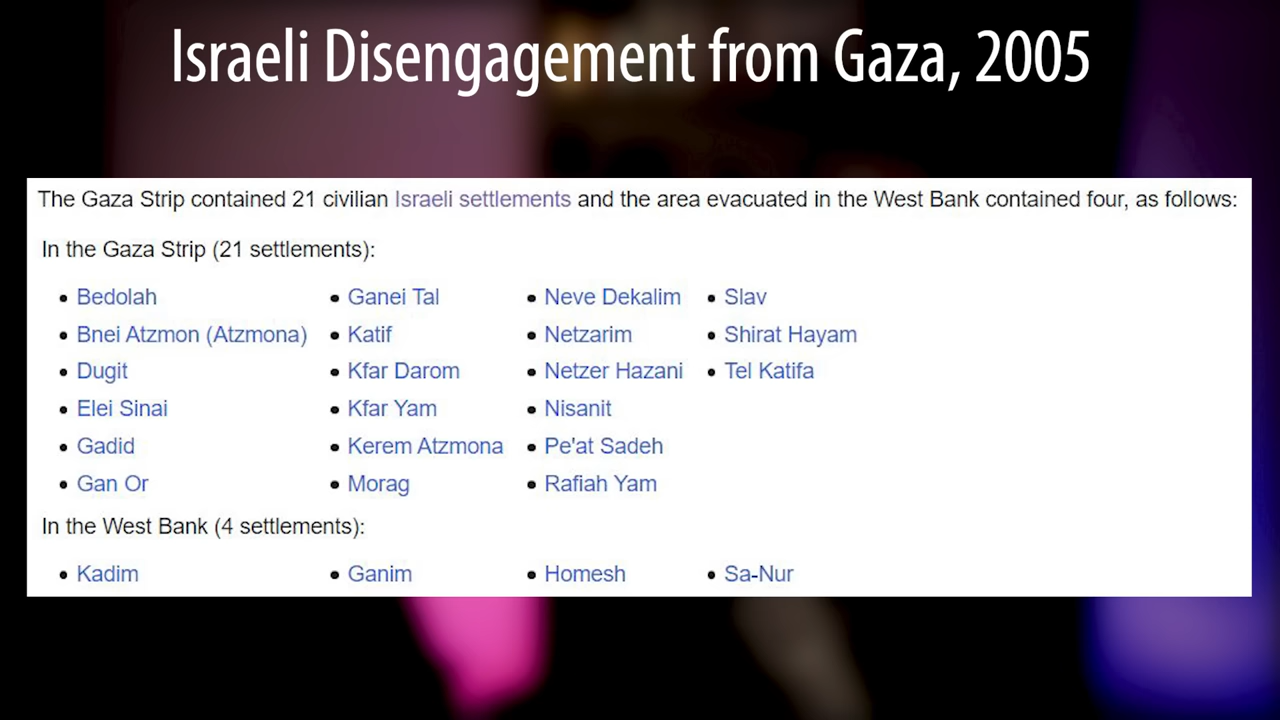 Israeli Disengagement from Gaza, 2005
The Gaza Strip contained 21 civilian Israeli settlements and the area evacuated in the West Bank contained four, as follows:
In the Gaza Strip (21 settlements):
• Bedolah • Ganei Tal • Neve Dekalim • Slav
• Bnei Atzmon (Atzmona) • Katif • Netzarim • Shirat Hayam
• Dugit • Kfar Darom • Netzer Hazani • Tel Katifa
• Elei Sinai • Kfar Yam • Nisanit
• Gadid • Kerem Atzmona • Pe'at Sadeh
• Gan Or • Morag • Rafiah Yam
In the West Bank (4 settlements):
• Kadim • Ganim • Homesh • Sa-Nur